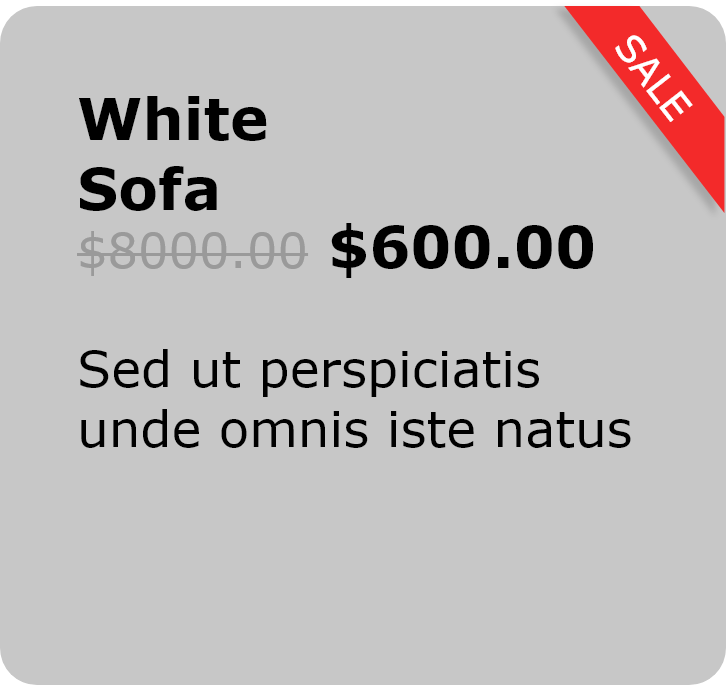 SALE
White
Sofa
$8000.00 $600.00
Sed ut perspiciatis
unde omnis iste natus